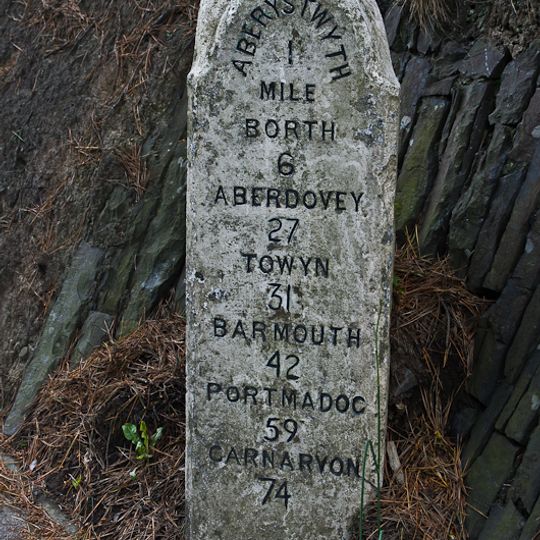 ABERYSTWYTH
1
MILE
BORTH
6
ABERDOVEY
27
TOWYN
31
BARMOUTH
42
PORTMADOC
59
CARNARVON
74